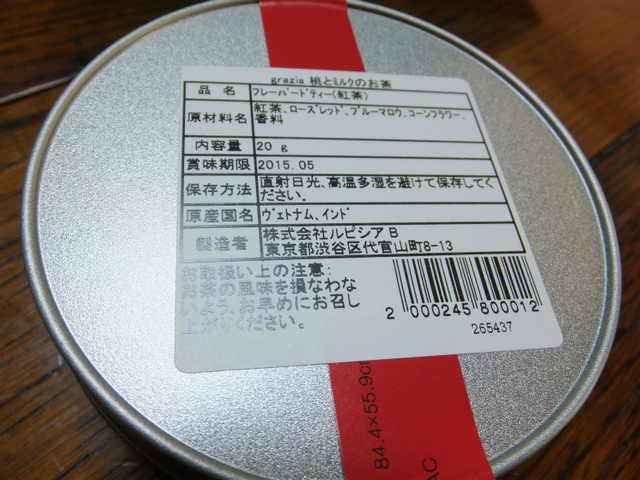 grazia 桃とミルクのお茶
品 名 フレーバードティー(紅茶)
原材料名 紅茶、ローズレッド、ブルーマロウ、コーンフラワー、
香料
内容量 20 g
賞味期限 2015.05
保存方法 直射日光、高温多湿を避けて保存してく
ださい。
原産国名 ヴェトナム、インド
製造者 株式会社ルピシア B
東京都渋谷区代官山町8-13
お取扱い上の注意:
お茶の風味を損なわな
いよう、お早めにお召し
上がりください。
2 000245 800012
265437
84.4×55.9c
AC